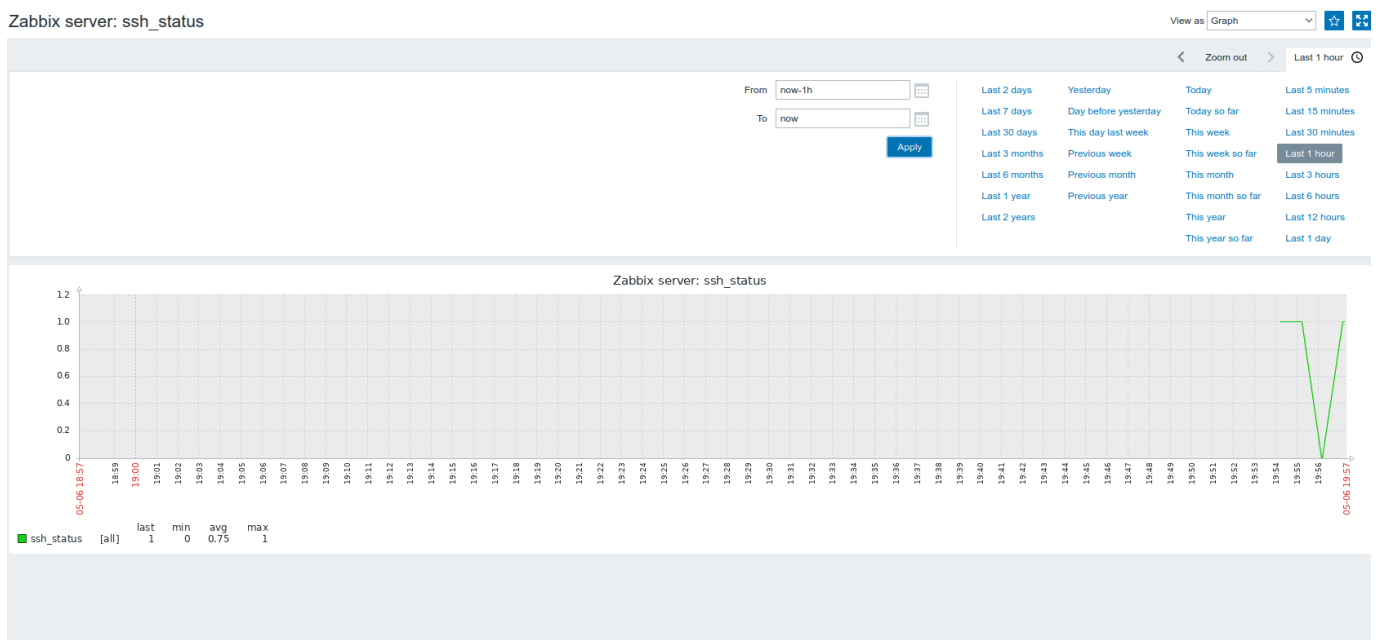 Zabbix server: ssh_status
View as Graph
Zoom out Last 1 hour
From now-1h
To now
Apply
Last 2 days Yesterday Today Last 5 minutes
Last 7 days Day before yesterday Today so far Last 15 minutes
Last 30 days This day last week This week Last 30 minutes
Last 3 months Previous week This week so far Last 1 hour
Last 6 months Previous month This month Last 3 hours
Last 1 year Previous year This month so far Last 6 hours
Last 2 years This year Last 12 hours
This year so far Last 1 day
Zabbix server: ssh_status
1.2
1.0
0.8
0.6
0.4
0.2
0
05-06 18:57 18:59 19:00 19:01 19:02 19:03 19:04 19:05 19:06 19:07 19:08 19:09 19:10 19:11 19:12 19:13 19:14 19:15 19:16 19:17 19:18 19:19 19:20 19:21 19:22 19:23 19:24 19:25 19:26 19:27 19:28 19:29 19:30 19:31 19:32 19:33 19:34 19:35 19:36 19:37 19:38 19:39 19:40 19:41 19:42 19:43 19:44 19:45 19:46 19:47 19:48 19:49 19:50 19:51 19:52 19:53 19:54 19:55 19:56 05-06 19:57
last min avg max
ssh_status [all] 1 0 0.75 1